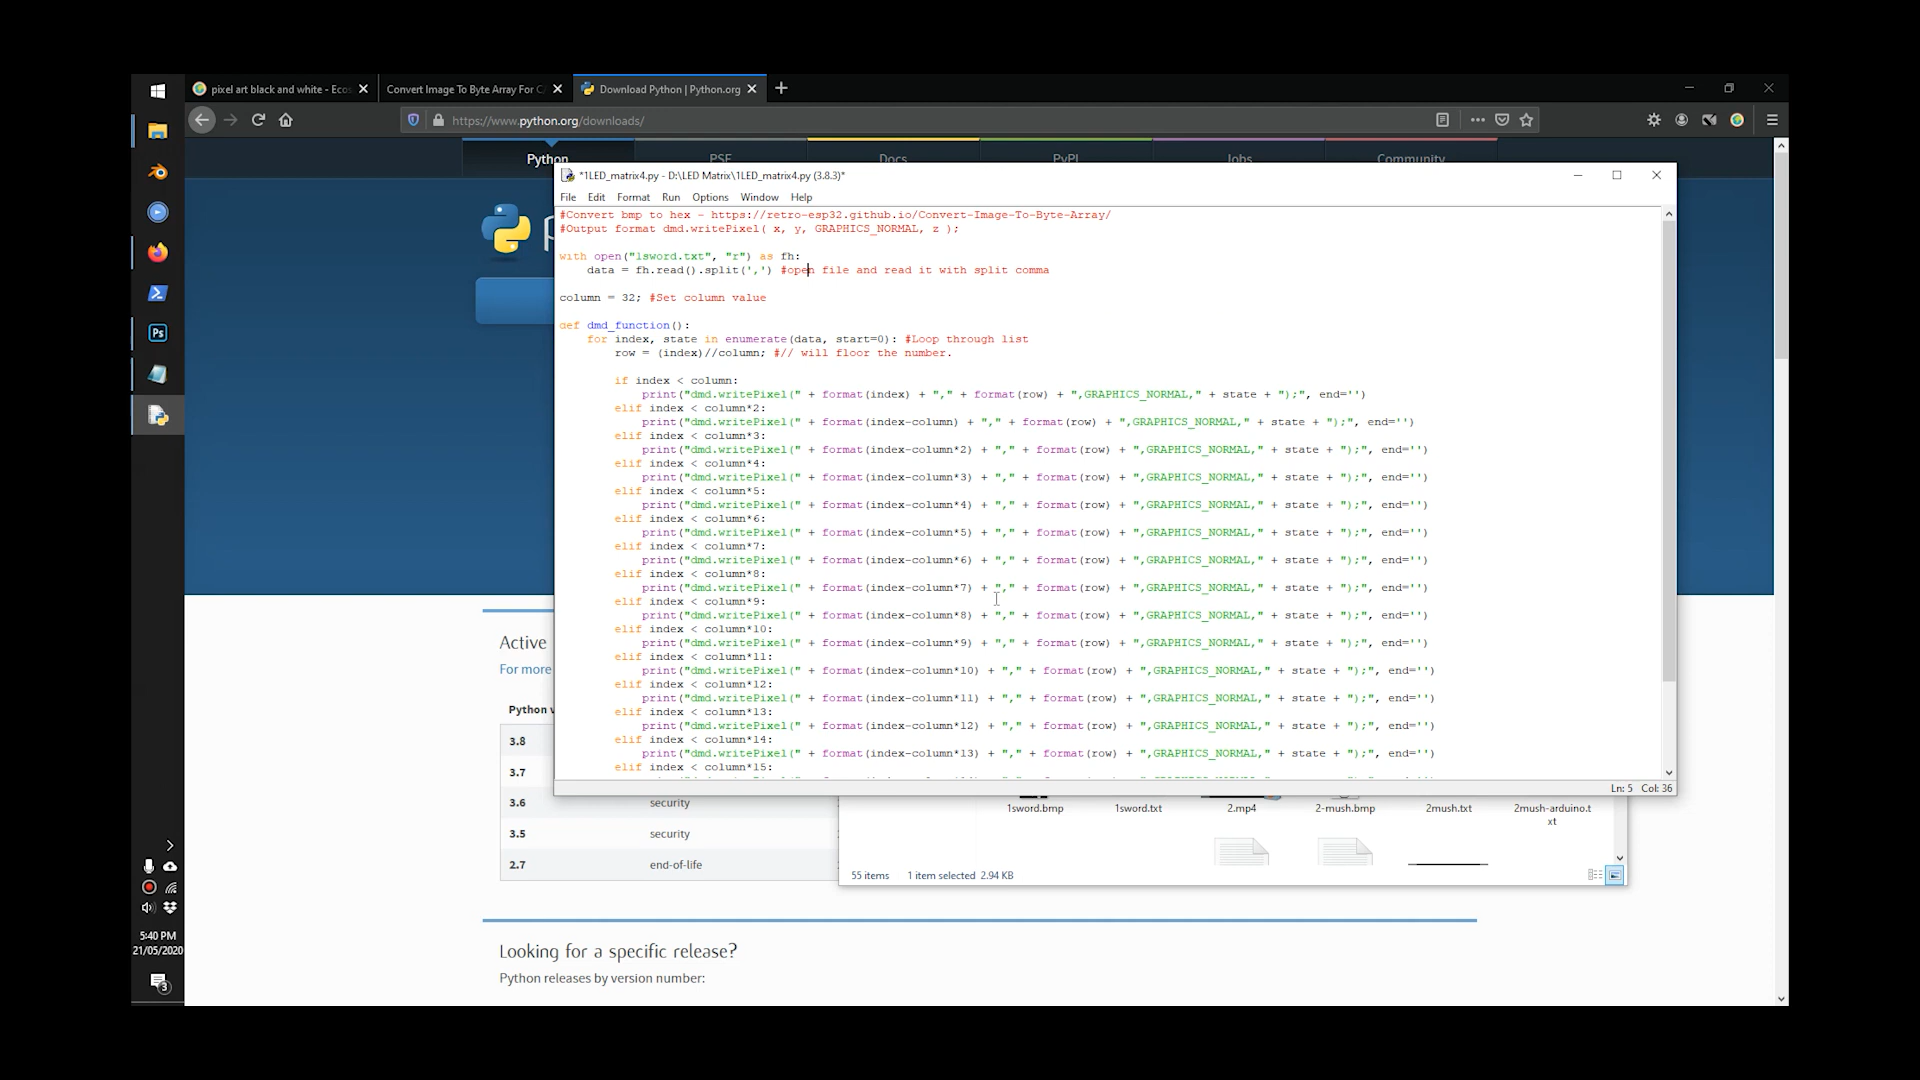 pixel art black and white - Ecos
Convert Image To Byte Array For C/
Download Python | Python.org
https://www.python.org/downloads/
Python
PSF
Docs
PyPI
Jobs
Community
*1LED_matrix4.py - D:\LED Matrix\1LED_matrix4.py (3.8.3)*
File Edit Format Run Options Window Help
#Convert bmp to hex - https://retro-esp32.github.io/Convert-Image-To-Byte-Array/
#Output format dmd.writePixel( x, y, GRAPHICS_NORMAL, z );
with open("1sword.txt", "r") as fh:
data = fh.read().split(',') #open file and read it with split comma
column = 32; #Set column value
def dmd_function():
for index, state in enumerate(data, start=0): #Loop through list
row = (index)//column; #// will floor the number.
if index < column:
print("dmd.writePixel(" + format(index) + "," + format(row) + ",GRAPHICS_NORMAL," + state + ");", end='')
elif index < column*2:
print("dmd.writePixel(" + format(index-column) + "," + format(row) + ",GRAPHICS_NORMAL," + state + ");", end='')
elif index < column*3:
print("dmd.writePixel(" + format(index-column*2) + "," + format(row) + ",GRAPHICS_NORMAL," + state + ");", end='')
elif index < column*4:
print("dmd.writePixel(" + format(index-column*3) + "," + format(row) + ",GRAPHICS_NORMAL," + state + ");", end='')
elif index < column*5:
print("dmd.writePixel(" + format(index-column*4) + "," + format(row) + ",GRAPHICS_NORMAL," + state + ");", end='')
elif index < column*6:
print("dmd.writePixel(" + format(index-column*5) + "," + format(row) + ",GRAPHICS_NORMAL," + state + ");", end='')
elif index < column*7:
print("dmd.writePixel(" + format(index-column*6) + "," + format(row) + ",GRAPHICS_NORMAL," + state + ");", end='')
elif index < column*8:
print("dmd.writePixel(" + format(index-column*7) + "," + format(row) + ",GRAPHICS_NORMAL," + state + ");", end='')
elif index < column*9:
print("dmd.writePixel(" + format(index-column*8) + "," + format(row) + ",GRAPHICS_NORMAL," + state + ");", end='')
elif index < column*10:
print("dmd.writePixel(" + format(index-column*9) + "," + format(row) + ",GRAPHICS_NORMAL," + state + ");", end='')
elif index < column*11:
print("dmd.writePixel(" + format(index-column*10) + "," + format(row) + ",GRAPHICS_NORMAL," + state + ");", end='')
elif index < column*12:
print("dmd.writePixel(" + format(index-column*11) + "," + format(row) + ",GRAPHICS_NORMAL," + state + ");", end='')
elif index < column*13:
print("dmd.writePixel(" + format(index-column*12) + "," + format(row) + ",GRAPHICS_NORMAL," + state + ");", end='')
elif index < column*14:
print("dmd.writePixel(" + format(index-column*13) + "," + format(row) + ",GRAPHICS_NORMAL," + state + ");", end='')
elif index < column*15:
Ln: 5 Col: 36
Active
For more
Python v
3.8
3.7
3.6 security
3.5 security
2.7 end-of-life
1sword.bmp
1sword.txt
2.mp4
2-mush.bmp
2mush.txt
2mush-arduino.t
xt
55 items 1 item selected 2.94 KB
Looking for a specific release?
Python releases by version number:
Ps
5:40 PM
21/05/2020
3